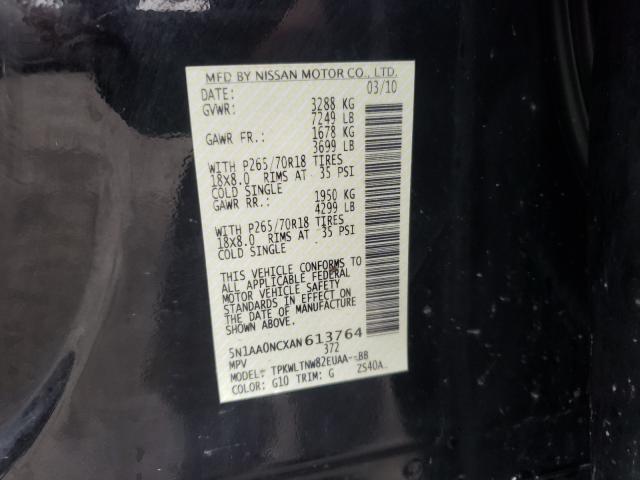 MFD BY NISSAN MOTOR CO., LTD.
DATE: 03/10
GVWR: 3288 KG
7249 LB
GAWR FR.: 1678 KG
3699 LB
WITH P265/70R18 TIRES
18X8.0 RIMS AT 35 PSI
COLD SINGLE
GAWR RR.: 1950 KG
4299 LB
WITH P265/70R18 TIRES
18X8.0 RIMS AT 35 PSI
COLD SINGLE
THIS VEHICLE CONFORMS TO
ALL APPLICABLE FEDERAL
MOTOR VEHICLE SAFETY
STANDARDS IN EFFECT ON
THE DATE OF MANUFACTURE
SHOWN ABOVE.
5N1AA0NCXAN613764
MPV 372
MODEL: TPKWLTNW82EUAA--BB
COLOR: G10 TRIM: G ZS40A